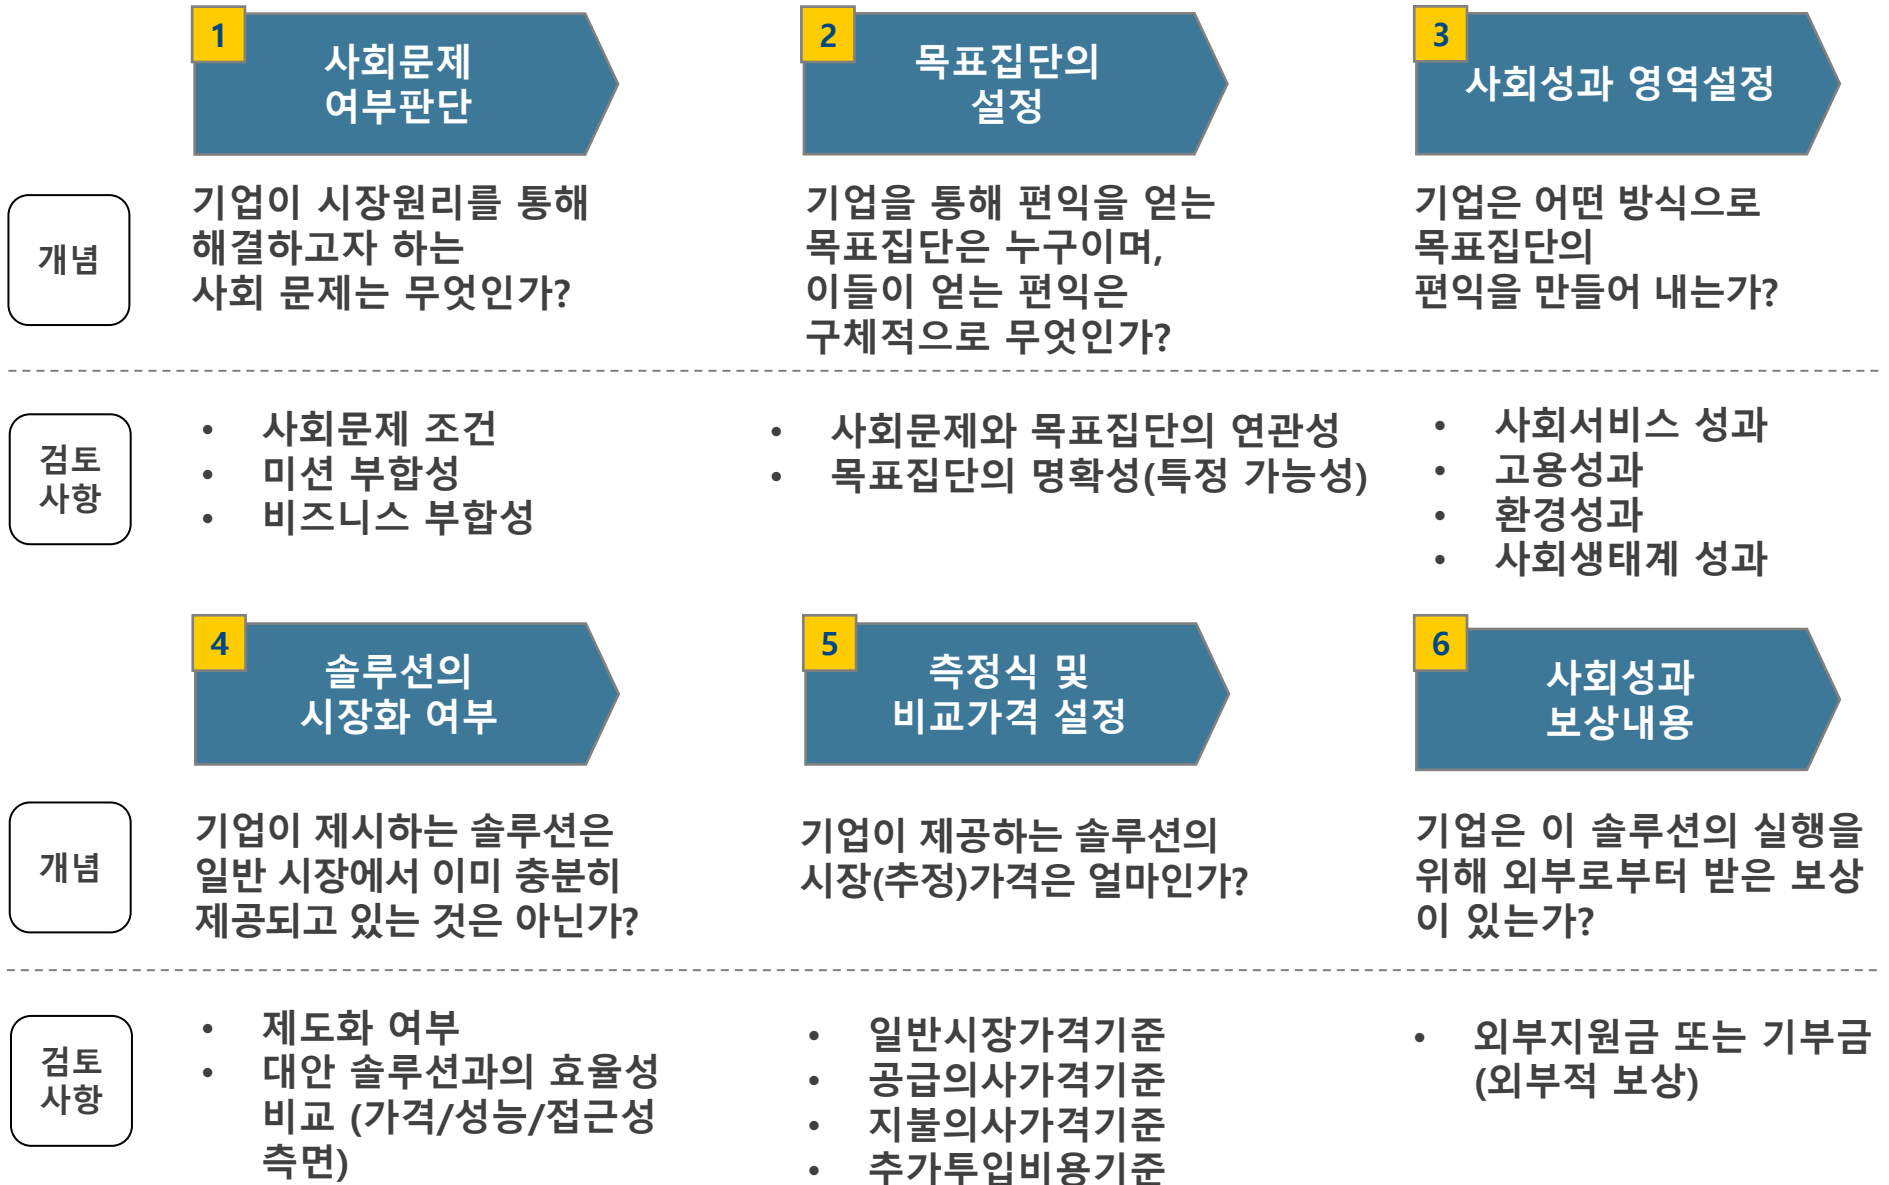 1
사회문제
여부판단
2
목표집단의
설정
3
사회성과 영역설정
개념
기업이 시장원리를 통해
해결하고자 하는
사회 문제는 무엇인가?
기업을 통해 편익을 얻는
목표집단은 누구이며,
이들이 얻는 편익은
구체적으로 무엇인가?
기업은 어떤 방식으로
목표집단의
편익을 만들어 내는가?
검토
사항
• 사회문제 조건
• 미션 부합성
• 비즈니스 부합성
• 사회문제와 목표집단의 연관성
• 목표집단의 명확성(특정 가능성)
• 사회서비스 성과
• 고용성과
• 환경성과
• 사회생태계 성과
4
솔루션의
시장화 여부
5
측정식 및
비교가격 설정
6
사회성과
보상내용
개념
기업이 제시하는 솔루션은
일반 시장에서 이미 충분히
제공되고 있는 것은 아닌가?
기업이 제공하는 솔루션의
시장(추정)가격은 얼마인가?
기업은 이 솔루션의 실행을
위해 외부로부터 받은 보상
이 있는가?
검토
사항
• 제도화 여부
• 대안 솔루션과의 효율성
비교 (가격/성능/접근성
측면)
• 일반시장가격기준
• 공급의사가격기준
• 지불의사가격기준
• 추가투입비용기준
• 외부지원금 또는 기부금
(외부적 보상)